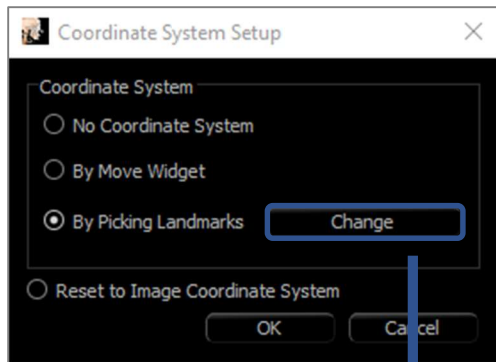 Coordinate System Setup
Coordinate System
No Coordinate System
By Move Widget
By Picking Landmarks Change
Reset to Image Coordinate System
OK Cancel